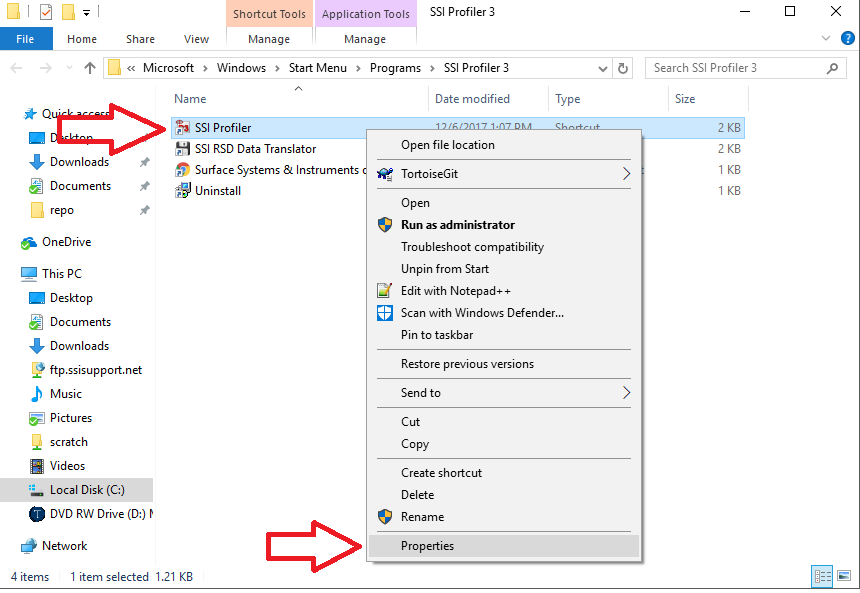 Shortcut Tools
Application Tools
SSI Profiler 3
File
Home
Share
View
Manage
Manage
« Microsoft > Windows > Start Menu > Programs > SSI Profiler 3
Search SSI Profiler 3
Name
Date modified
Type
Size
Quick access
Desktop
Downloads
Documents
repo
OneDrive
This PC
Desktop
Documents
Downloads
ftp.ssisupport.net
Music
Pictures
scratch
Videos
Local Disk (C:)
DVD RW Drive (D:)
Network
SSI Profiler 12/6/2017 1:07 PM Shortcut 2 KB
SSI RSD Data Translator 2 KB
Surface Systems & Instruments 1 KB
Uninstall 1 KB
Open file location
TortoiseGit
Open
Run as administrator
Troubleshoot compatibility
Unpin from Start
Edit with Notepad++
Scan with Windows Defender...
Pin to taskbar
Restore previous versions
Send to
Cut
Copy
Create shortcut
Delete
Rename
Properties
4 items 1 item selected 1.21 KB